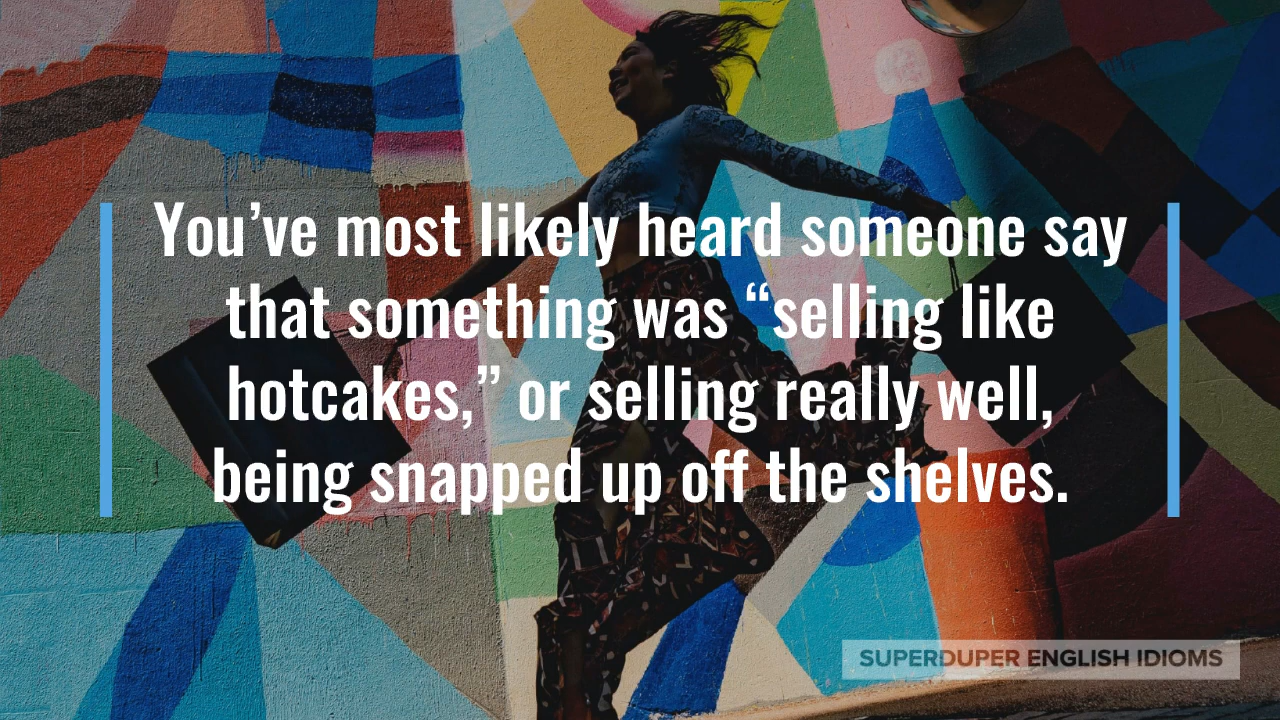 You’ve most likely heard someone say
that something was “selling like
hotcakes,” or selling really well,
being snapped up off the shelves.
SUPERDUPER ENGLISH IDIOMS